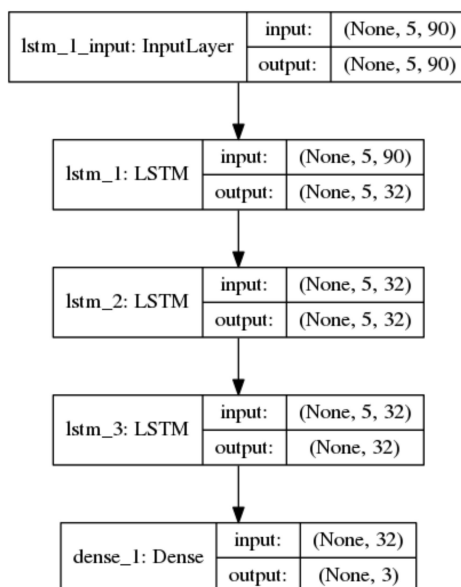 lstm_1_input: InputLayer
input: (None, 5, 90)
output: (None, 5, 90)
lstm_1: LSTM
input: (None, 5, 90)
output: (None, 5, 32)
lstm_2: LSTM
input: (None, 5, 32)
output: (None, 5, 32)
lstm_3: LSTM
input: (None, 5, 32)
output: (None, 32)
dense_1: Dense
input: (None, 32)
output: (None, 3)